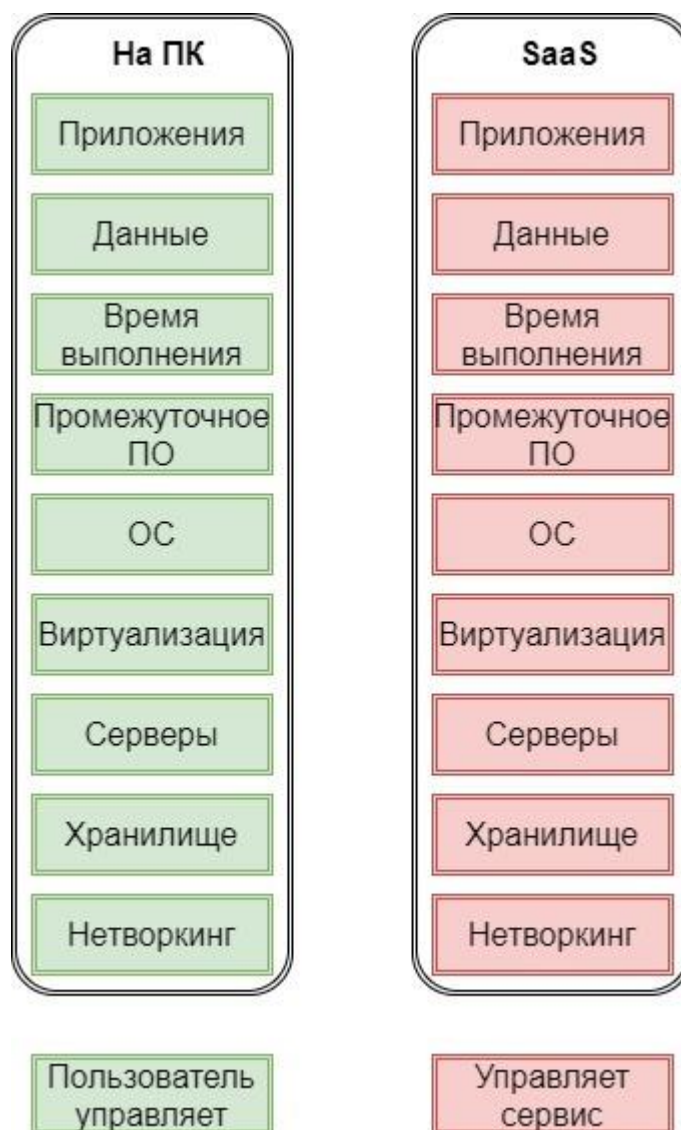 На ПК
Приложения
Данные
Время
выполнения
Промежуточное
ПО
ОС
Виртуализация
Серверы
Хранилище
Нетворкинг
Пользователь
управляет
SaaS
Приложения
Данные
Время
выполнения
Промежуточное
ПО
ОС
Виртуализация
Серверы
Хранилище
Нетворкинг
Управляет
сервис